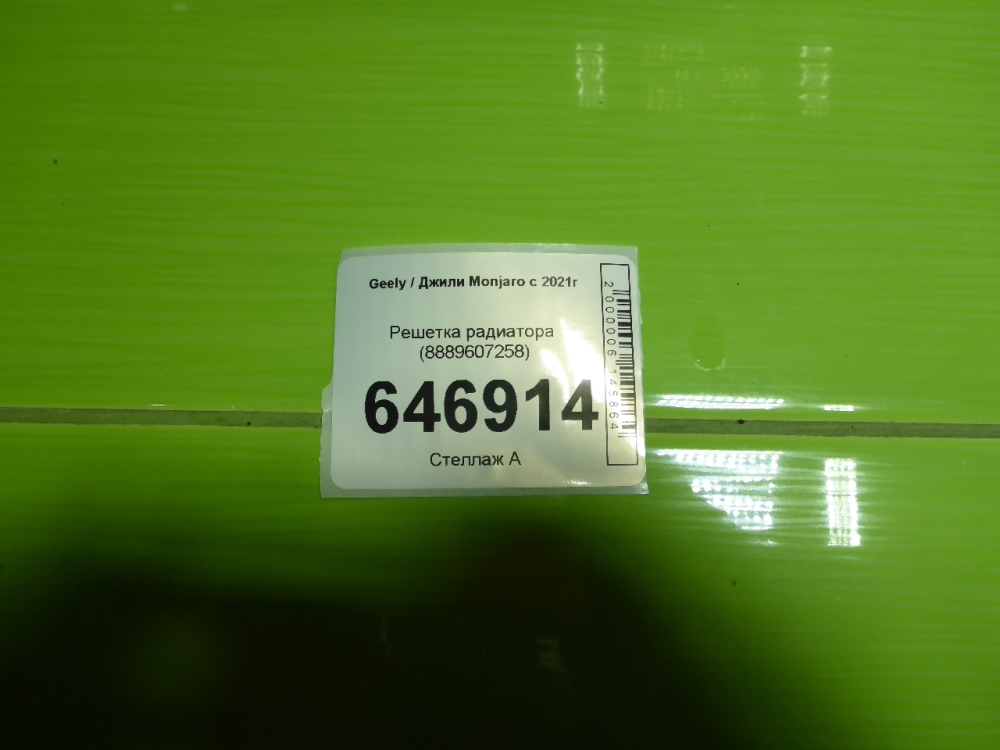 Geely / Джили Monjaro с 2021г
Решетка радиатора
(8889607258)
646914
Стеллаж А
2000006145864